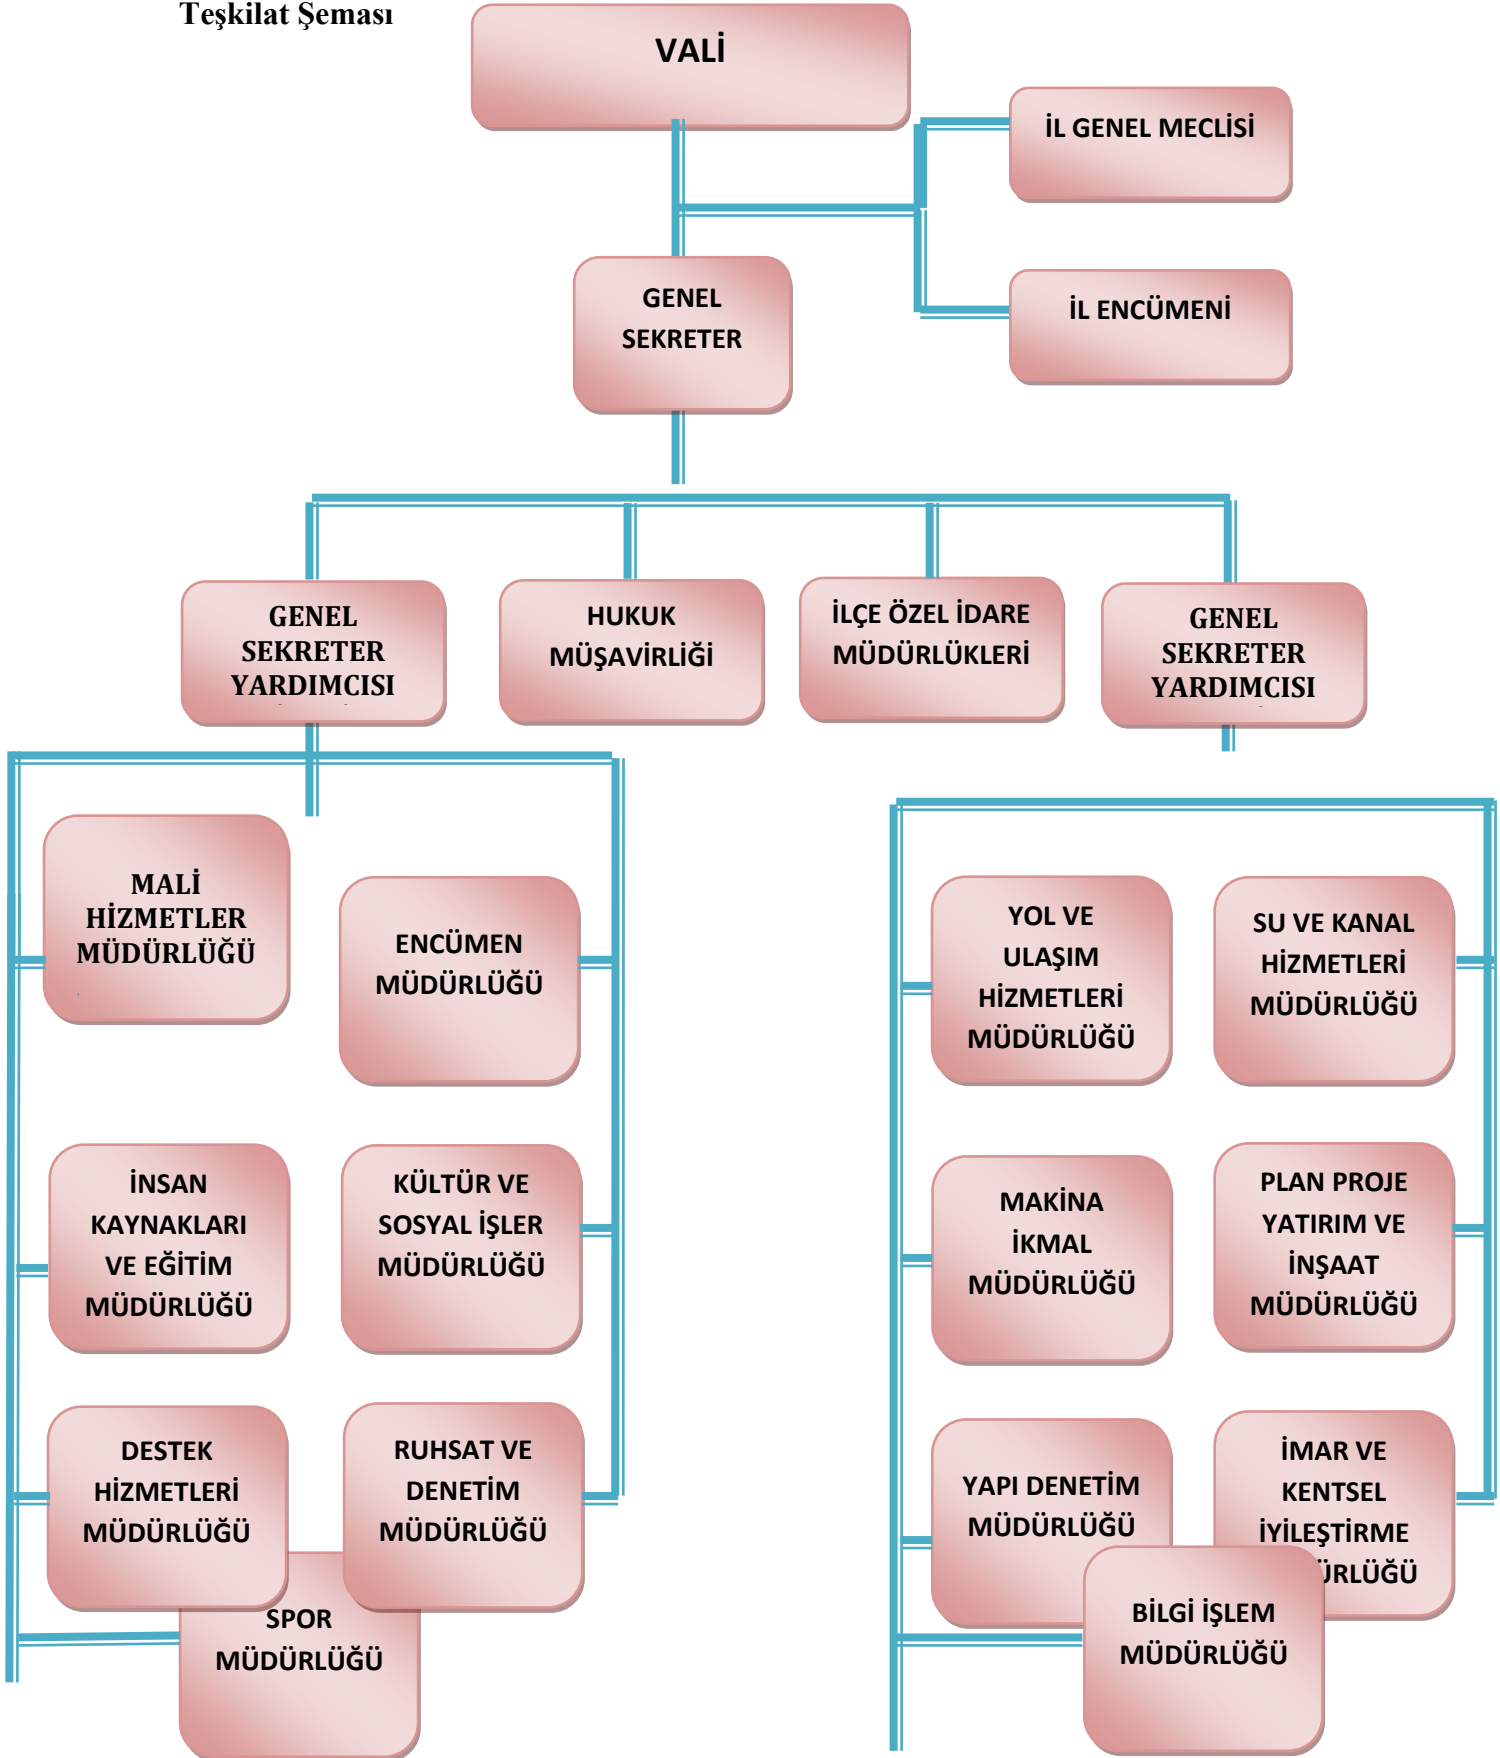 Teşkilat Şeması
VALİ
İL GENEL MECLİSİ
İL ENCÜMENİ
GENEL
SEKRETER
GENEL
SEKRETER
YARDIMCISI
HUKUK
MÜŞAVİRLİĞİ
İLÇE ÖZEL İDARE
MÜDÜRLÜKLERİ
GENEL
SEKRETER
YARDIMCISI
MALİ
HİZMETLER
MÜDÜRLÜĞÜ
ENCÜMEN
MÜDÜRLÜĞÜ
YOL VE
ULAŞIM
HİZMETLERİ
MÜDÜRLÜĞÜ
SU VE KANAL
HİZMETLERİ
MÜDÜRLÜĞÜ
İNSAN
KAYNAKLARI
VE EĞİTİM
MÜDÜRLÜĞÜ
KÜLTÜR VE
SOSYAL İŞLER
MÜDÜRLÜĞÜ
MAKİNA
İKMAL
MÜDÜRLÜĞÜ
PLAN PROJE
YATIRIM VE
İNŞAAT
MÜDÜRLÜĞÜ
DESTEK
HİZMETLERİ
MÜDÜRLÜĞÜ
RUHSAT VE
DENETİM
MÜDÜRLÜĞÜ
YAPI DENETİM
MÜDÜRLÜĞÜ
İMAR VE
KENTSEL
İYİLEŞTİRME
SPOR
MÜDÜRLÜĞÜ
BİLGİ İŞLEM
MÜDÜRLÜĞÜ